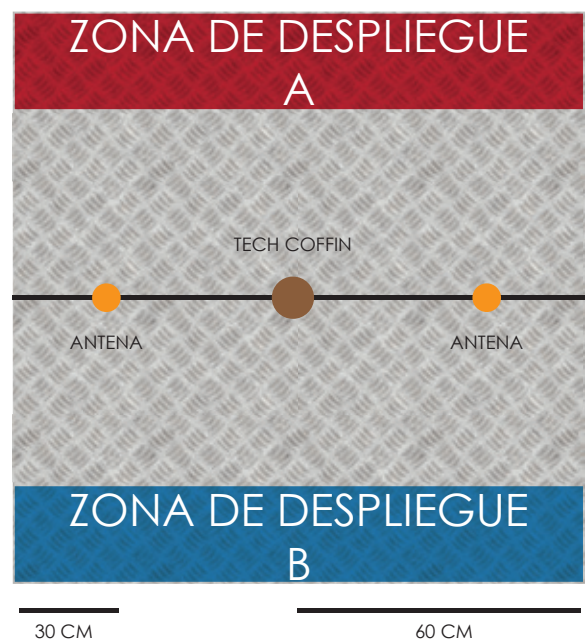 ZONA DE DESPLIEGUE
A
TECH COFFIN
ANTENA
ANTENA
ZONA DE DESPLIEGUE
B
30 CM
60 CM